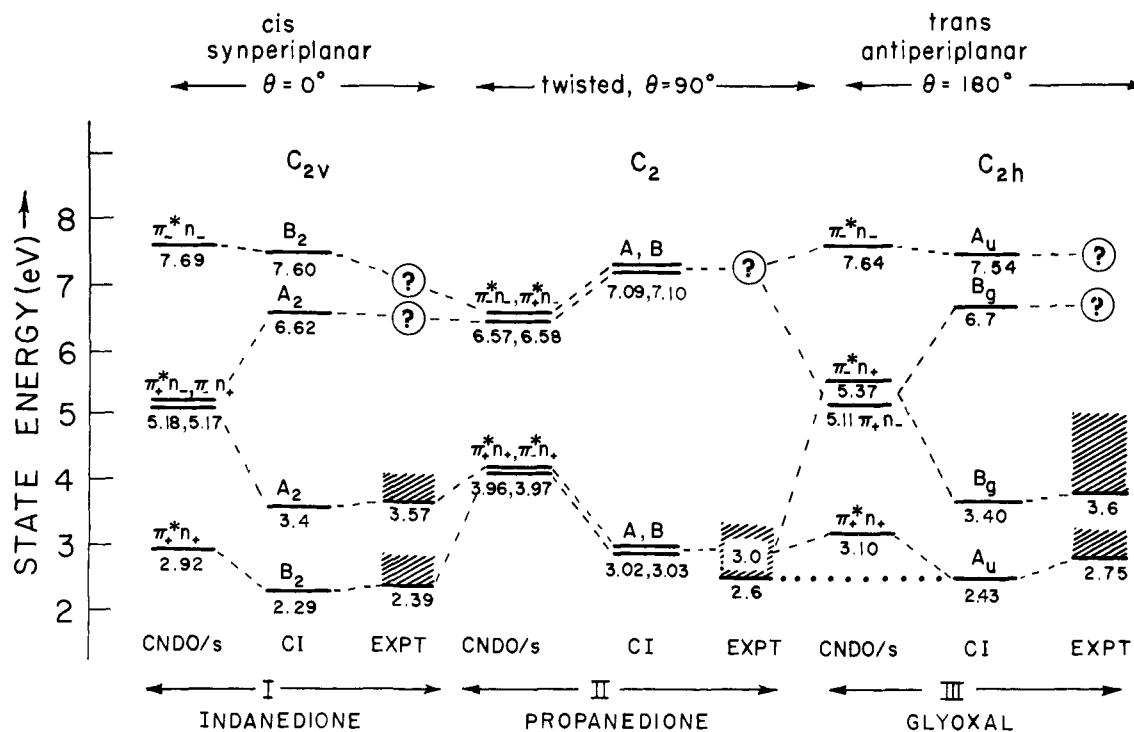 cis
synperiplanar
θ = 0°
twisted, θ=90°
trans
antiperiplanar
θ = 180°
C2v
C2
C2h
STATE ENERGY (eV) →
8
7
6
5
4
3
2
π-* n-
7.69
π+* n-, π- n+
5.18, 5.17
π+* n+
2.92
B2
7.60
A2
6.62
A2
3.4
B2
2.29
?
?
3.57
2.39
π-* n-, π+* n-
6.57, 6.58
π+* n+, π-* n+
3.96, 3.97
A, B
7.09, 7.10
A, B
3.02, 3.03
?
3.0
2.6
π-* n-
7.64
π-* n+
5.37
5.11 π+ n-
π+* n+
3.10
Au
7.54
Bg
6.7
Bg
3.40
Au
2.43
?
?
3.6
2.75
CNDO/s CI EXPT CNDO/s CI EXPT CNDO/s CI EXPT
I II III
INDANEDIONE PROPANEDIONE GLYOXAL